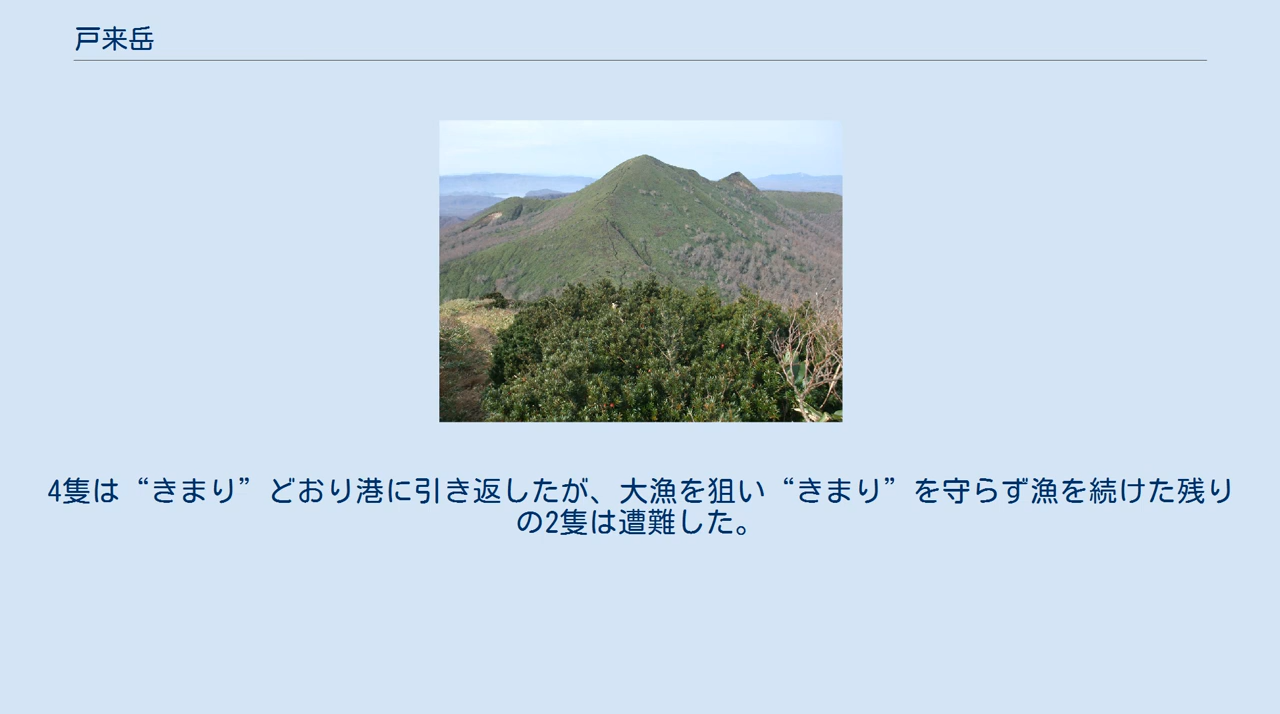 戸来岳
4隻は“きまり”どおり港に引き返したが、大漁を狙い“きまり”を守らず漁を続けた残り
の2隻は遭難した。